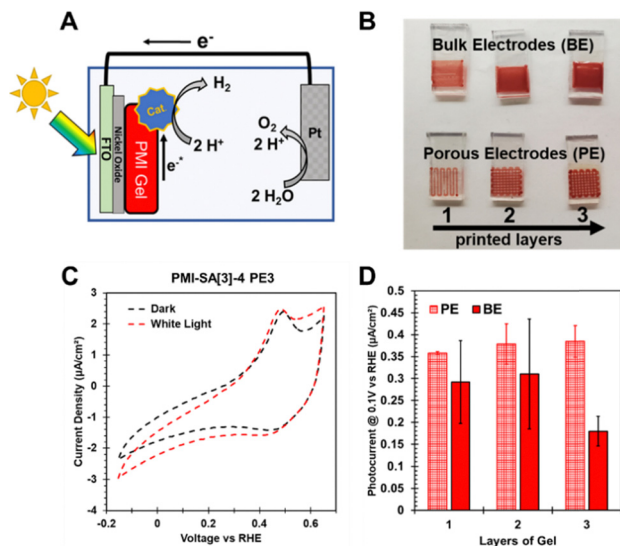 A
e⁻
H₂
Cat
2 H⁺
O₂
2 H⁺
2 H₂O
Pt
FTO
Nickel Oxide
PMI Gel
e⁻*
B
Bulk Electrodes (BE)
Porous Electrodes (PE)
1 2 3
printed layers
C
PMI-SA[3]-4 PE3
Dark
White Light
Current Density (µA/cm²)
3
2
1
0
-1
-2
-3
-4
-0.2 0 0.2 0.4 0.6
Voltage vs RHE
D
PE BE
Photocurrent @ 0.1V vs RHE (µA/cm²)
0.5
0.45
0.4
0.35
0.3
0.25
0.2
0.15
0.1
0.05
0
1 2 3
Layers of Gel